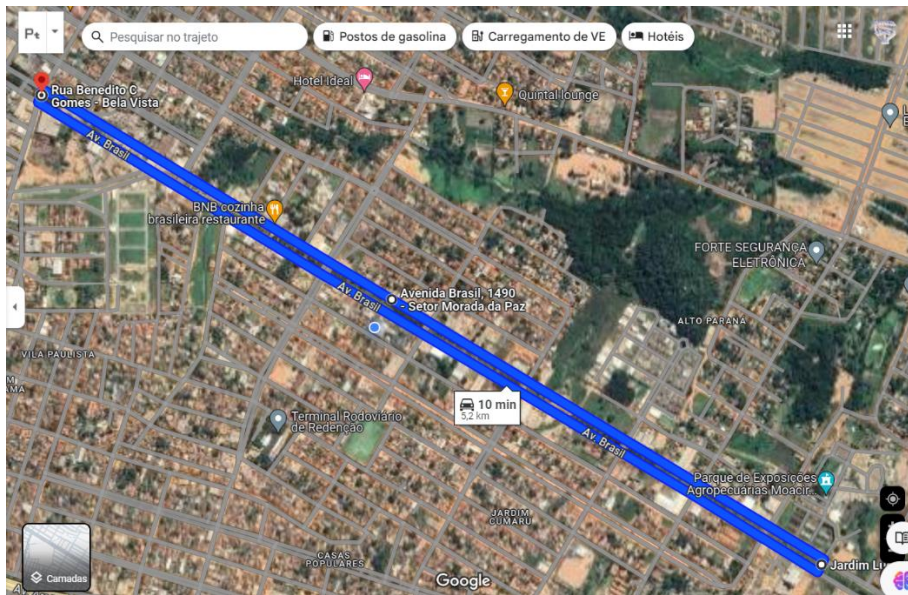 Pt
Pesquisar no trajeto
Postos de gasolina
Carregamento de VE
Hotéis
Hotel Ideal
Quintal lounge
Rua Benedito C
Gomes - Bela Vista
Av. Brasil
BNB cozinha
brasileira restaurante
FORTE SEGURANÇA
ELETRÔNICA
Avenida Brasil, 1490
- Setor Morada da Paz
Av. Brasil
ALTO PARANÁ
VILA PAULISTA
10 min
5,2 km
Terminal Rodoviário
de Redenção
Av. Brasil
Parque de Exposições
Agropecuárias Moacir...
JARDIM
CUMARU
CASAS
POPULARES
Jardim
Camadas
Google